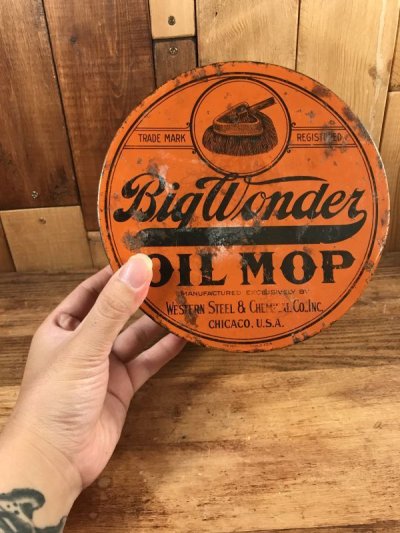 TRADE MARK REGISTERED
Big Wonder
OIL MOP
MANUFACTURED EXCLUSIVELY BY
WESTERN STEEL & CHEMICAL CO., INC.
CHICAGO. U.S.A.